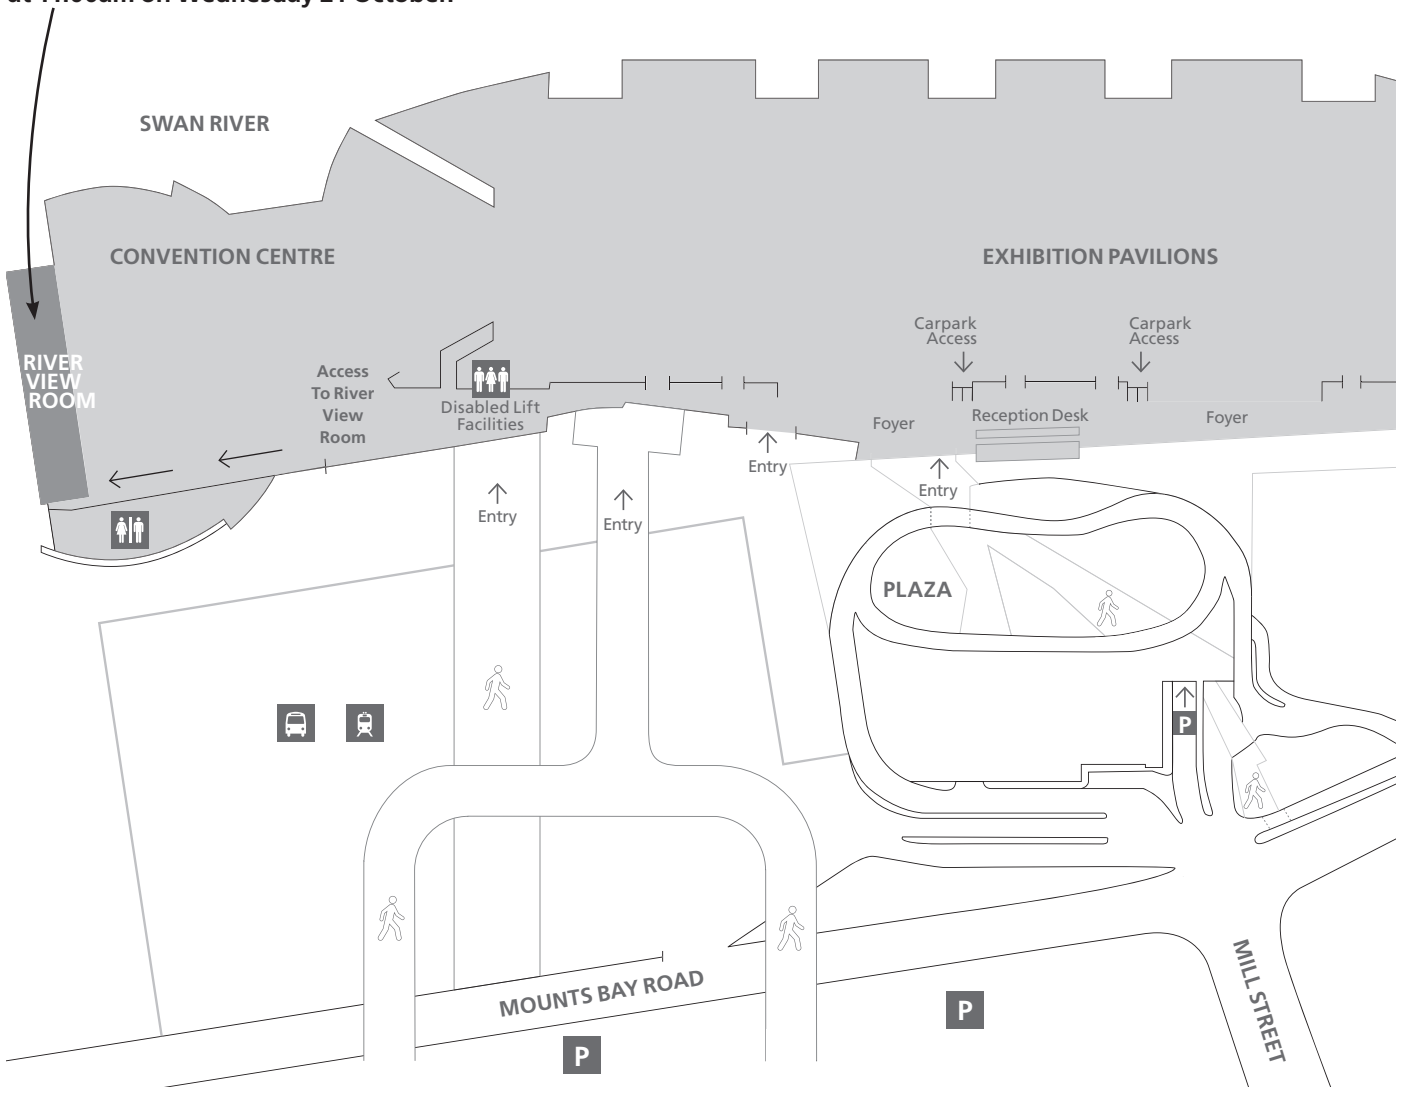 SWAN RIVER
CONVENTION CENTRE
EXHIBITION PAVILIONS
Carpark
Access
Carpark
Access
RIVER
VIEW
ROOM
Access
To River
View
Room
Disabled Lift
Facilities
Foyer
Reception Desk
Foyer
Entry
Entry
Entry
Entry
PLAZA
P
MOUNTS BAY ROAD
MILL STREET
P
P